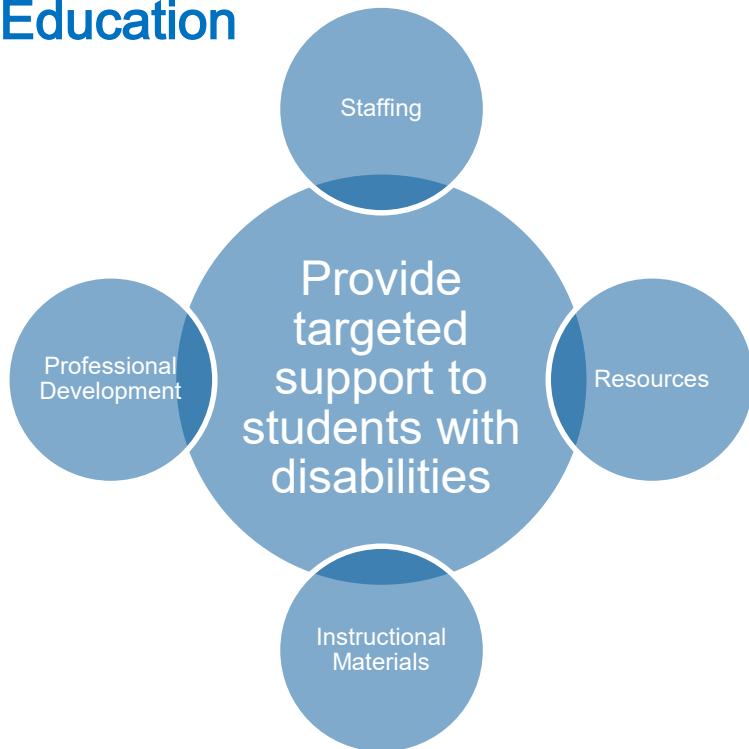 Education
Staffing
Provide
targeted
support to
students with
disabilities
Professional
Development
Resources
Instructional
Materials